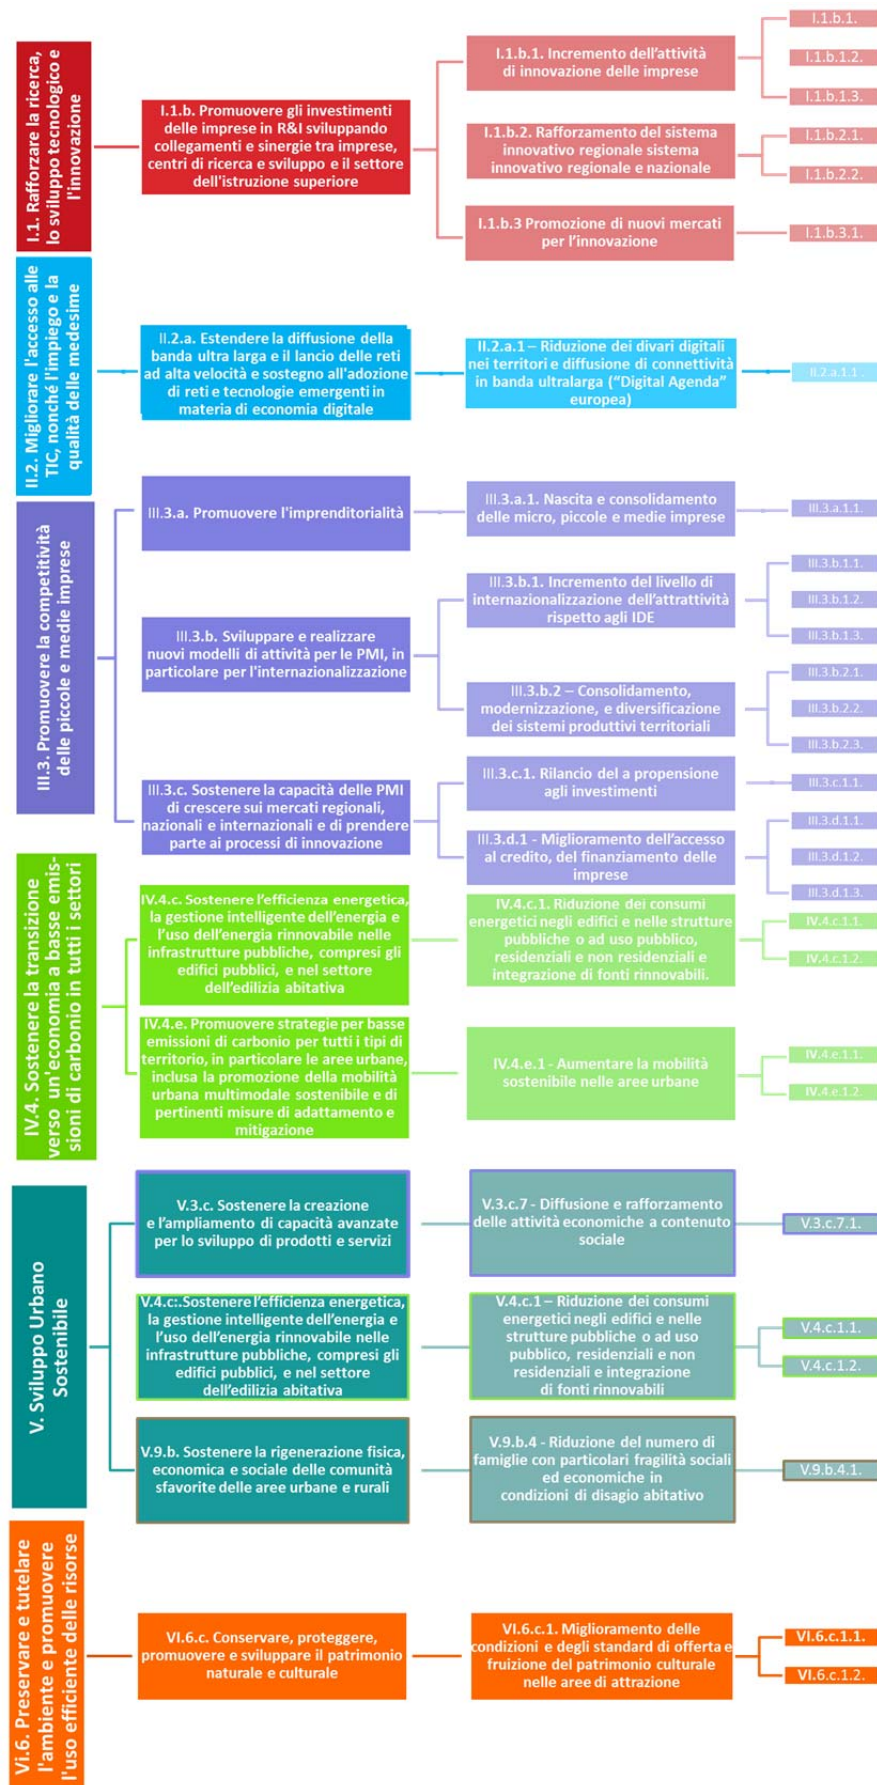 I.1. Rafforzare la ricerca,
lo sviluppo tecnologico e
l'innovazione
I.1.b. Promuovere gli investimenti
delle imprese in R&I sviluppando
collegamenti e sinergie tra imprese,
centri di ricerca e sviluppo e il settore
dell'istruzione superiore
I.1.b.1. Incremento dell'attività
di innovazione delle imprese
I.1.b.1.
I.1.b.1.2.
I.1.b.1.3.
I.1.b.2. Rafforzamento del sistema
innovativo regionale sistema
innovativo regionale e nazionale
I.1.b.2.1.
I.1.b.2.2.
I.1.b.3 Promozione di nuovi mercati
per l'innovazione
I.1.b.3.1.
II.2. Migliorare l'accesso alle
TIC, nonché l'impiego e la
qualità delle medesime
II.2.a. Estendere la diffusione della
banda ultra larga e il lancio delle reti
ad alta velocità e sostegno all'adozione
di reti e tecnologie emergenti in
materia di economia digitale
II.2.a.1 – Riduzione dei divari digitali
nei territori e diffusione di connettività
in banda ultralarga (“Digital Agenda”
europea)
II.2.a.1.1.
III.3. Promuovere la competitività
delle piccole e medie imprese
III.3.a. Promuovere l'imprenditorialità
III.3.a.1. Nascita e consolidamento
delle micro, piccole e medie imprese
III.3.a.1.1.
III.3.b. Sviluppare e realizzare
nuovi modelli di attività per le PMI, in
particolare per l'internazionalizzazione
III.3.b.1. Incremento del livello di
internazionalizzazione dell'attrattività
rispetto agli IDE
III.3.b.1.1.
III.3.b.1.2.
III.3.b.1.3.
III.3.b.2 – Consolidamento,
modernizzazione, e diversificazione
dei sistemi produttivi territoriali
III.3.b.2.1.
III.3.b.2.2.
III.3.b.2.3.
III.3.c. Sostenere la capacità delle PMI
di crescere sui mercati regionali,
nazionali e internazionali e di prendere
parte ai processi di innovazione
III.3.c.1. Rilancio del a propensione
agli investimenti
III.3.c.1.1.
III.3.d.1 - Miglioramento dell'accesso
al credito, del finanziamento delle
imprese
III.3.d.1.1.
III.3.d.1.2.
III.3.d.1.3.
IV.4. Sostenere la transizione
verso un'economia a basse emis-
sioni di carbonio in tutti i settori
IV.4.c. Sostenere l'efficienza energetica,
la gestione intelligente dell'energia e
l'uso dell'energia rinnovabile nelle
infrastrutture pubbliche, compresi gli
edifici pubblici, e nel settore
dell'edilizia abitativa
IV.4.c.1. Riduzione dei consumi
energetici negli edifici e nelle strutture
pubbliche o ad uso pubblico,
residenziali e non residenziali e
integrazione di fonti rinnovabili.
IV.4.c.1.1.
IV.4.c.1.2.
IV.4.e. Promuovere strategie per basse
emissioni di carbonio per tutti i tipi di
territorio, in particolare le aree urbane,
inclusa la promozione della mobilità
urbana multimodale sostenibile e di
pertinenti misure di adattamento e
mitigazione
IV.4.e.1 - Aumentare la mobilità
sostenibile nelle aree urbane
IV.4.e.1.1.
IV.4.e.1.2.
V. Sviluppo Urbano
Sostenibile
V.3.c. Sostenere la creazione
e l'ampliamento di capacità avanzate
per lo sviluppo di prodotti e servizi
V.3.c.7 - Diffusione e rafforzamento
delle attività economiche a contenuto
sociale
V.3.c.7.1.
V.4.c:.Sostenere l'efficienza energetica,
la gestione intelligente dell'energia e
l'uso dell'energia rinnovabile nelle
infrastrutture pubbliche, compresi gli
edifici pubblici, e nel settore
dell'edilizia abitativa
V.4.c.1 – Riduzione dei consumi
energetici negli edifici e nelle
strutture pubbliche o ad uso
pubblico, residenziali e non
residenziali e integrazione
di fonti rinnovabili
V.4.c.1.1.
V.4.c.1.2.
V.9.b. Sostenere la rigenerazione fisica,
economica e sociale delle comunità
sfavorite delle aree urbane e rurali
V.9.b.4 - Riduzione del numero di
famiglie con particolari fragilità sociali
ed economiche in
condizioni di disagio abitativo
V.9.b.4.1.
Vi.6. Preservare e tutelare
l'ambiente e promuovere
l'uso efficiente delle risorse
VI.6.c. Conservare, proteggere,
promuovere e sviluppare il patrimonio
naturale e culturale
VI.6.c.1. Miglioramento delle
condizioni e degli standard di offerta e
fruizione del patrimonio culturale
nelle aree di attrazione
VI.6.c.1.1.
VI.6.c.1.2.